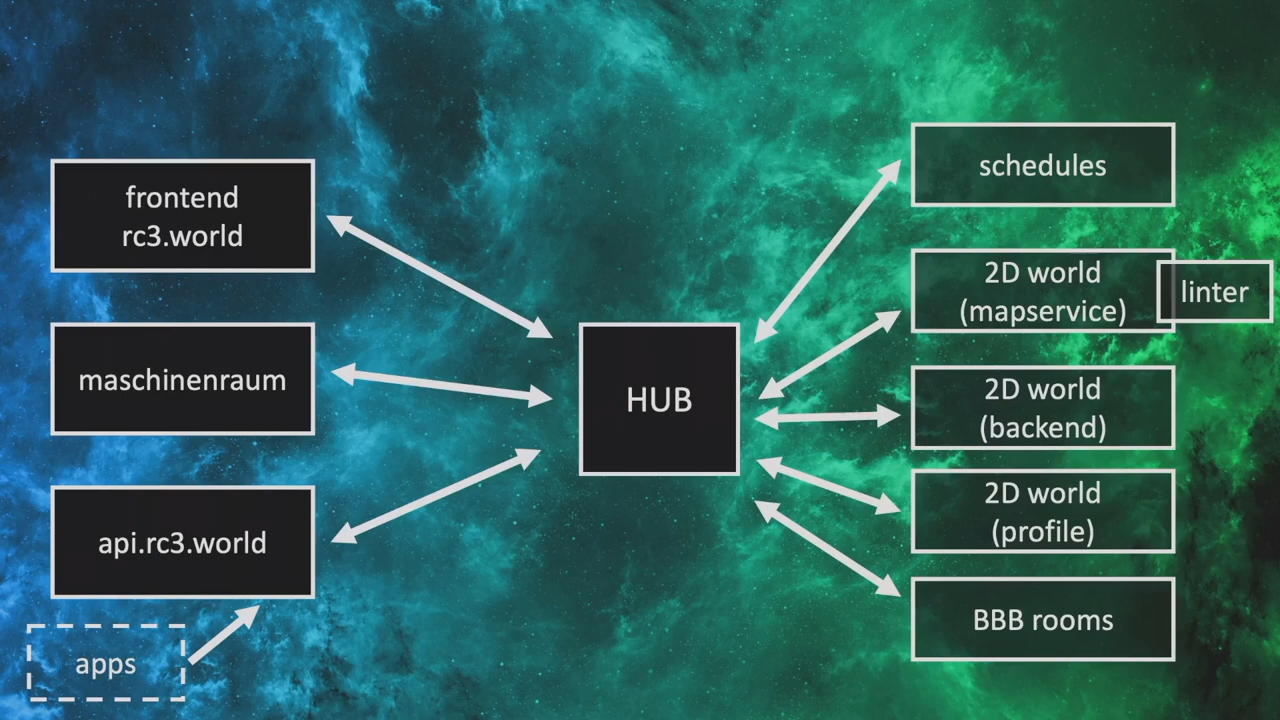 frontend
rc3.world
maschinenraum
api.rc3.world
apps
HUB
schedules
2D world
(mapservice)
linter
2D world
(backend)
2D world
(profile)
BBB rooms